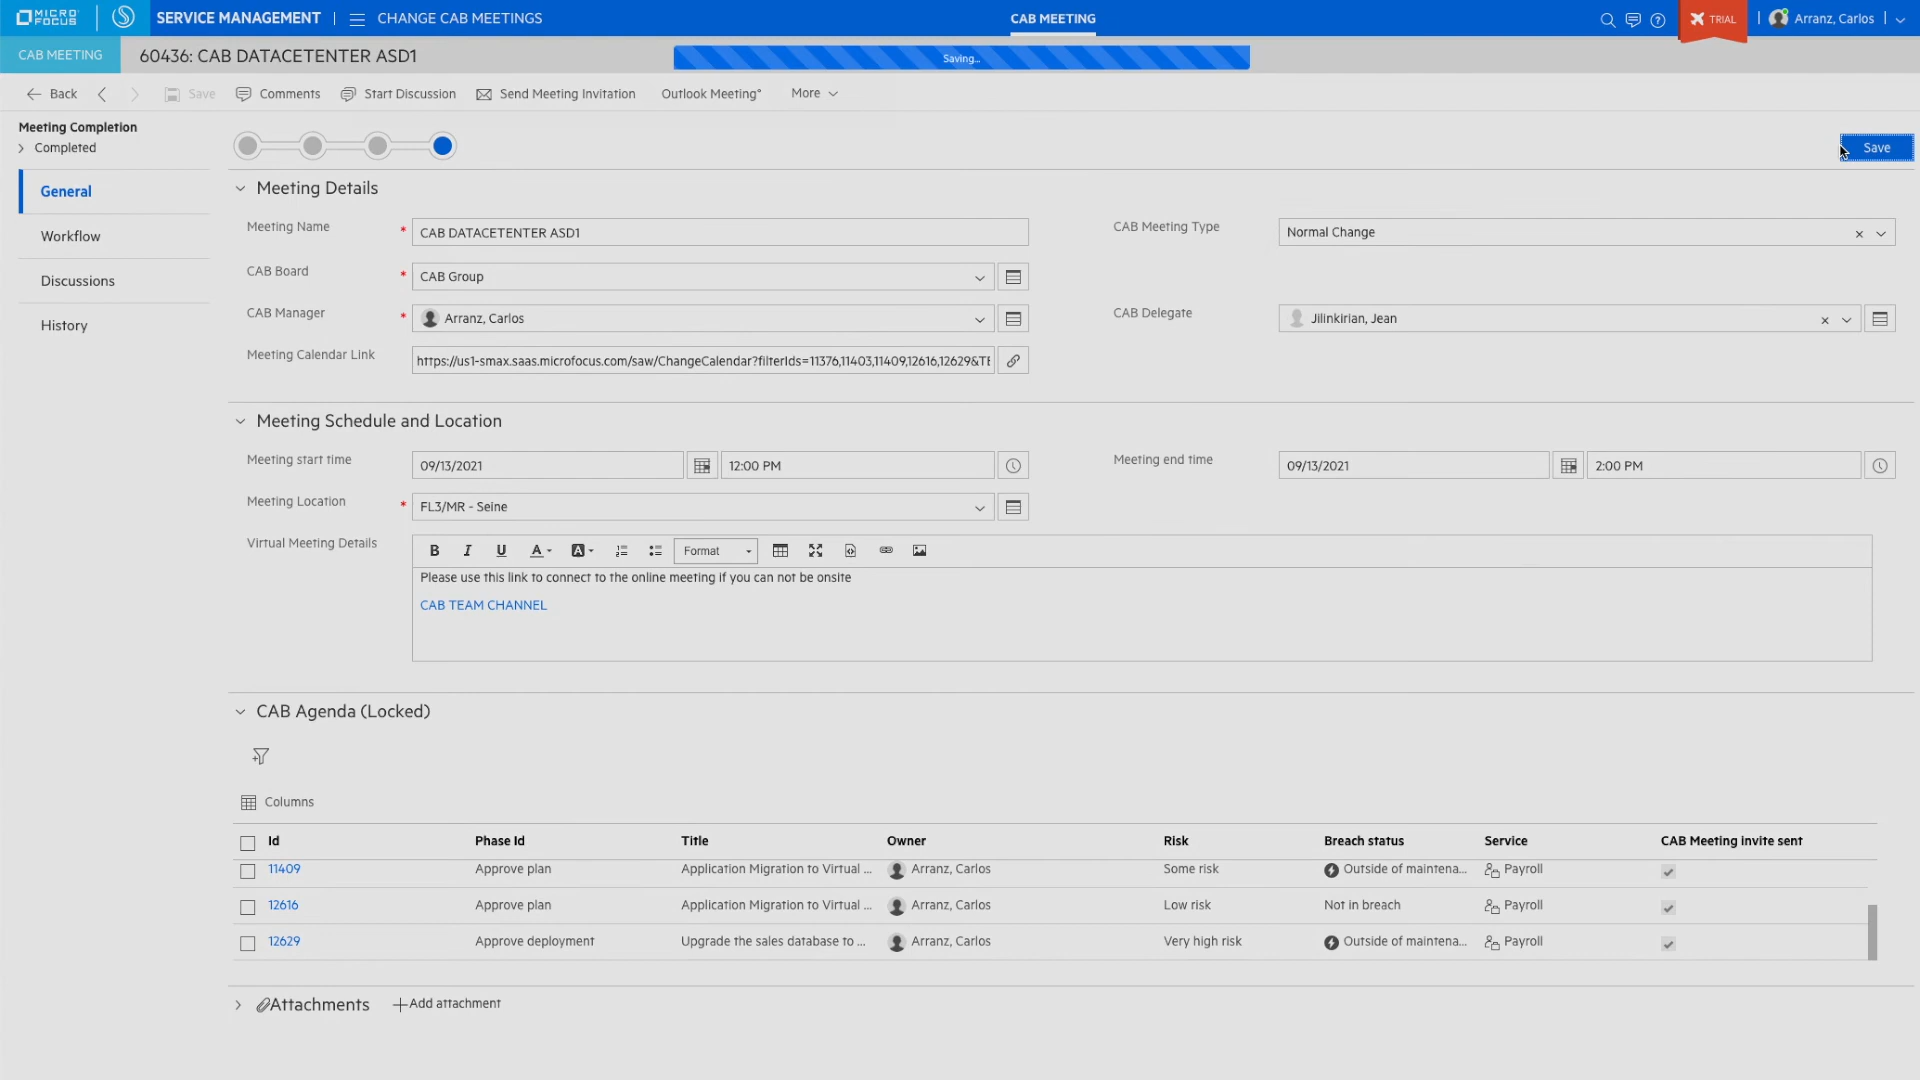 MICRO FOCUS SERVICE MANAGEMENT CHANGE CAB MEETINGS CAB MEETING TRIAL Arranz, Carlos
CAB MEETING 60436: CAB DATACETENTER ASD1 Saving...
Back Save Comments Start Discussion Send Meeting Invitation Outlook Meeting° More
Meeting Completion
Completed
Save
General
Workflow
Discussions
History
Meeting Details
Meeting Name * CAB DATACETENTER ASD1 CAB Meeting Type Normal Change
CAB Board * CAB Group
CAB Manager * Arranz, Carlos CAB Delegate Jilinkirian, Jean
Meeting Calendar Link https://us1-smax.saas.microfocus.com/saw/ChangeCalendar?filterIds=11376,11403,11409,12616,12629&TE
Meeting Schedule and Location
Meeting start time 09/13/2021 12:00 PM Meeting end time 09/13/2021 2:00 PM
Meeting Location * FL3/MR - Seine
Virtual Meeting Details B I U A A Format
Please use this link to connect to the online meeting if you can not be onsite
CAB TEAM CHANNEL
CAB Agenda (Locked)
Columns
Id Phase Id Title Owner Risk Breach status Service CAB Meeting invite sent
11409 Approve plan Application Migration to Virtual ... Arranz, Carlos Some risk Outside of maintena... Payroll
12616 Approve plan Application Migration to Virtual ... Arranz, Carlos Low risk Not in breach Payroll
12629 Approve deployment Upgrade the sales database to ... Arranz, Carlos Very high risk Outside of maintena... Payroll
Attachments Add attachment